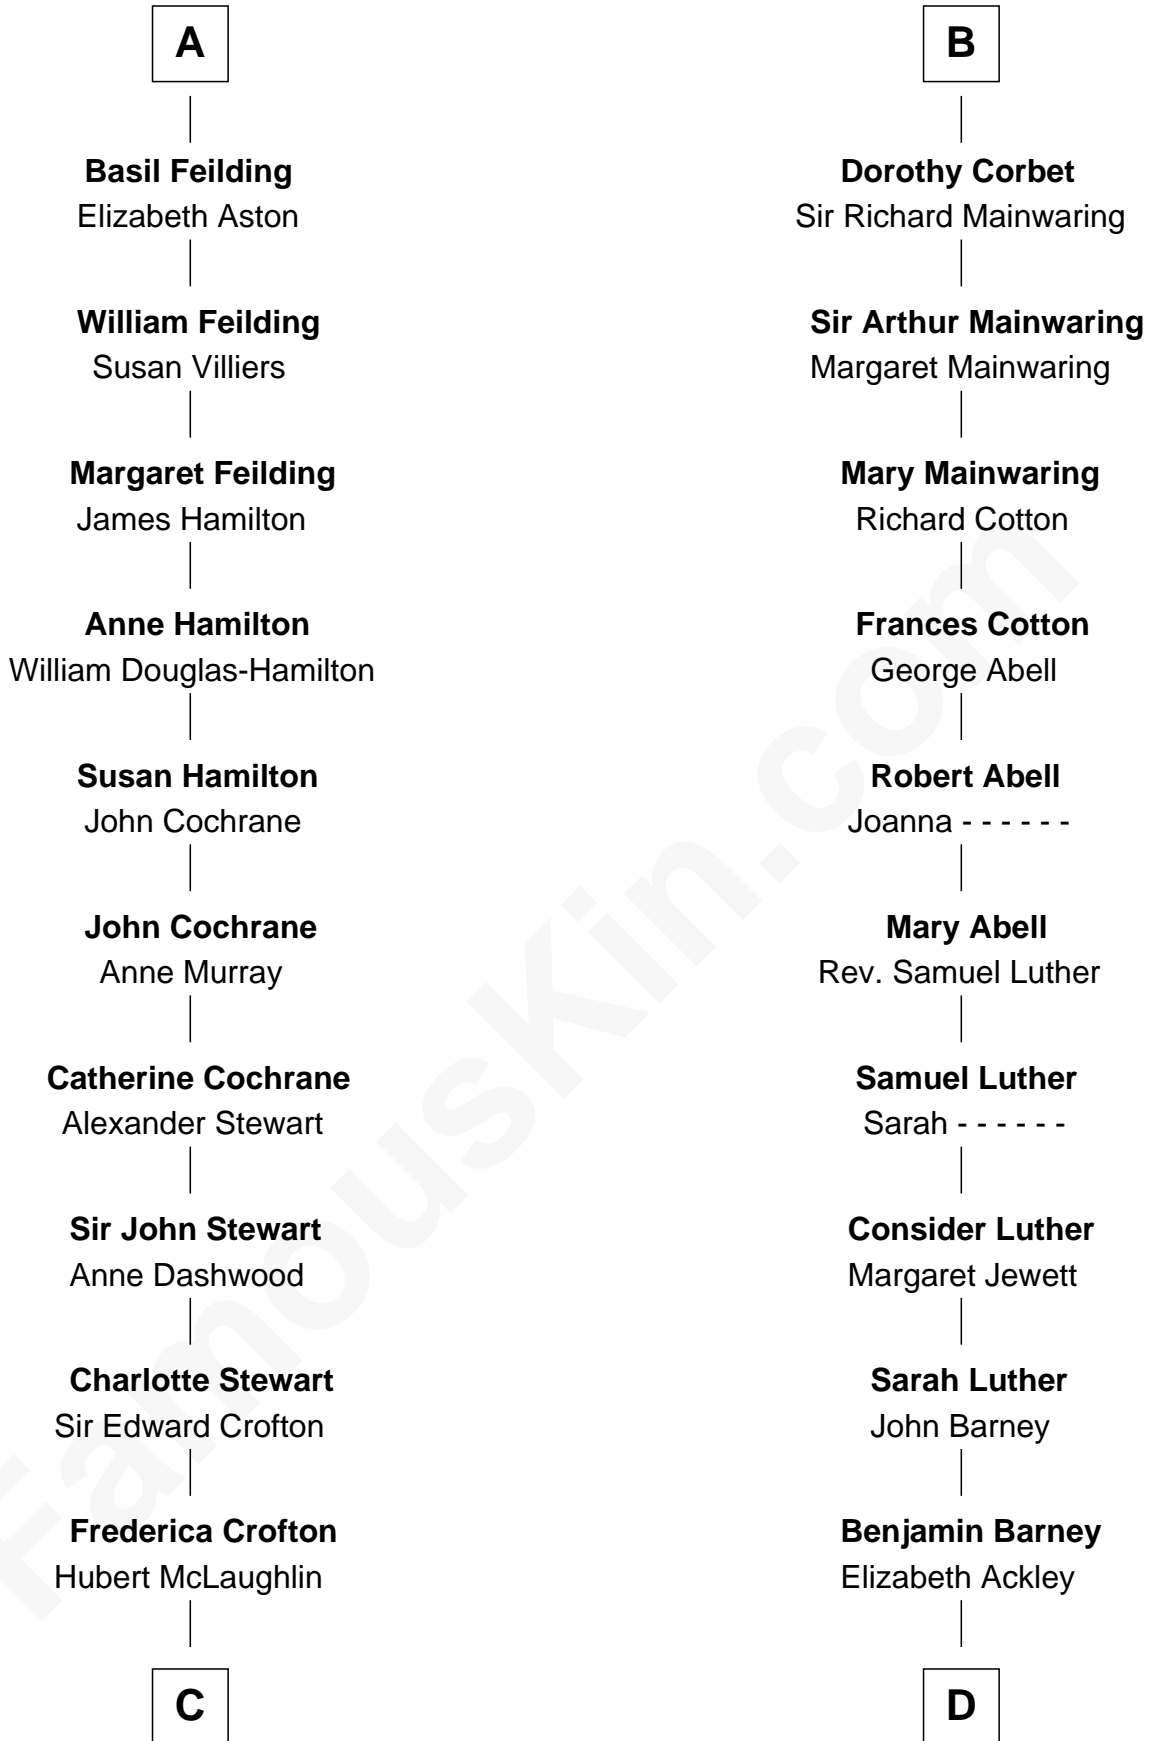 A
Basil Feilding
Elizabeth Aston
William Feilding
Susan Villiers
Margaret Feilding
James Hamilton
Anne Hamilton
William Douglas-Hamilton
Susan Hamilton
John Cochrane
John Cochrane
Anne Murray
Catherine Cochrane
Alexander Stewart
Sir John Stewart
Anne Dashwood
Charlotte Stewart
Sir Edward Crofton
Frederica Crofton
Hubert McLaughlin
C
B
Dorothy Corbet
Sir Richard Mainwaring
Sir Arthur Mainwaring
Margaret Mainwaring
Mary Mainwaring
Richard Cotton
Frances Cotton
George Abell
Robert Abell
Joanna - - - - - -
Mary Abell
Rev. Samuel Luther
Samuel Luther
Sarah - - - - - -
Consider Luther
Margaret Jewett
Sarah Luther
John Barney
Benjamin Barney
Elizabeth Ackley
D
FamousKin.com